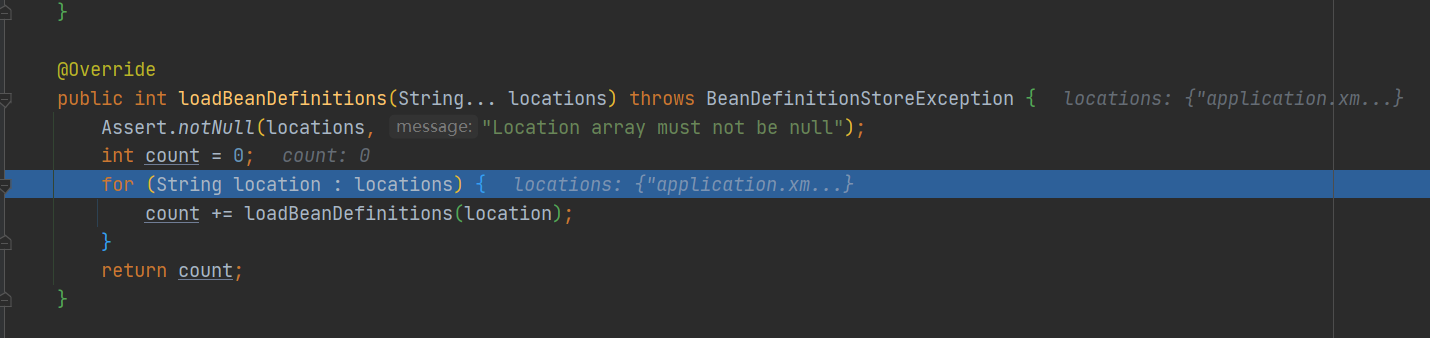 }
@Override
public int loadBeanDefinitions(String... locations) throws BeanDefinitionStoreException {   locations: {"application.xm...}
Assert.notNull(locations, message: "Location array must not be null");
int count = 0;   count: 0
for (String location : locations) {   locations: {"application.xm...}
count += loadBeanDefinitions(location);
}
return count;
}